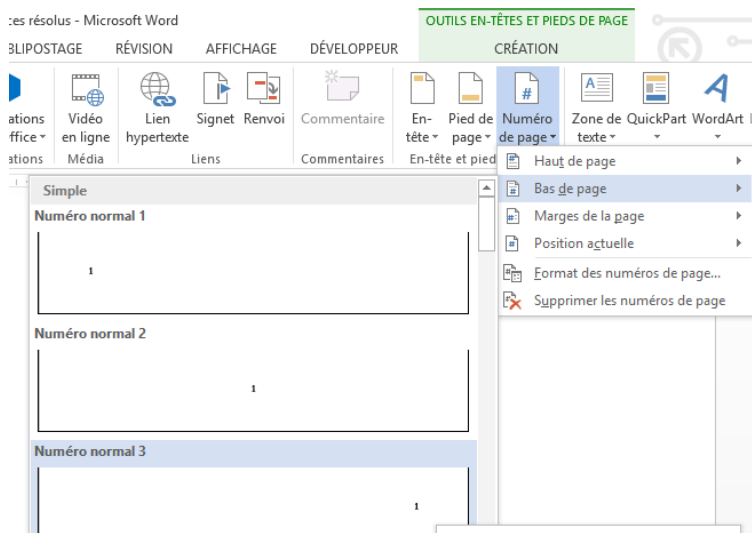 ces résolus - Microsoft Word
OUTILS EN-TÊTES ET PIEDS DE PAGE
BLIPOSTAGE RÉVISION AFFICHAGE DÉVELOPPEUR CRÉATION
ations Vidéo Lien Signet Renvoi Commentaire En- Pied de Numéro Zone de QuickPart WordArt
ffice en ligne hypertexte tête page de page texte
ations Média Liens Commentaires En-tête et pied
Haut de page
Bas de page
Marges de la page
Position actuelle
Format des numéros de page...
Supprimer les numéros de page
Simple
Numéro normal 1
1
Numéro normal 2
1
Numéro normal 3
1